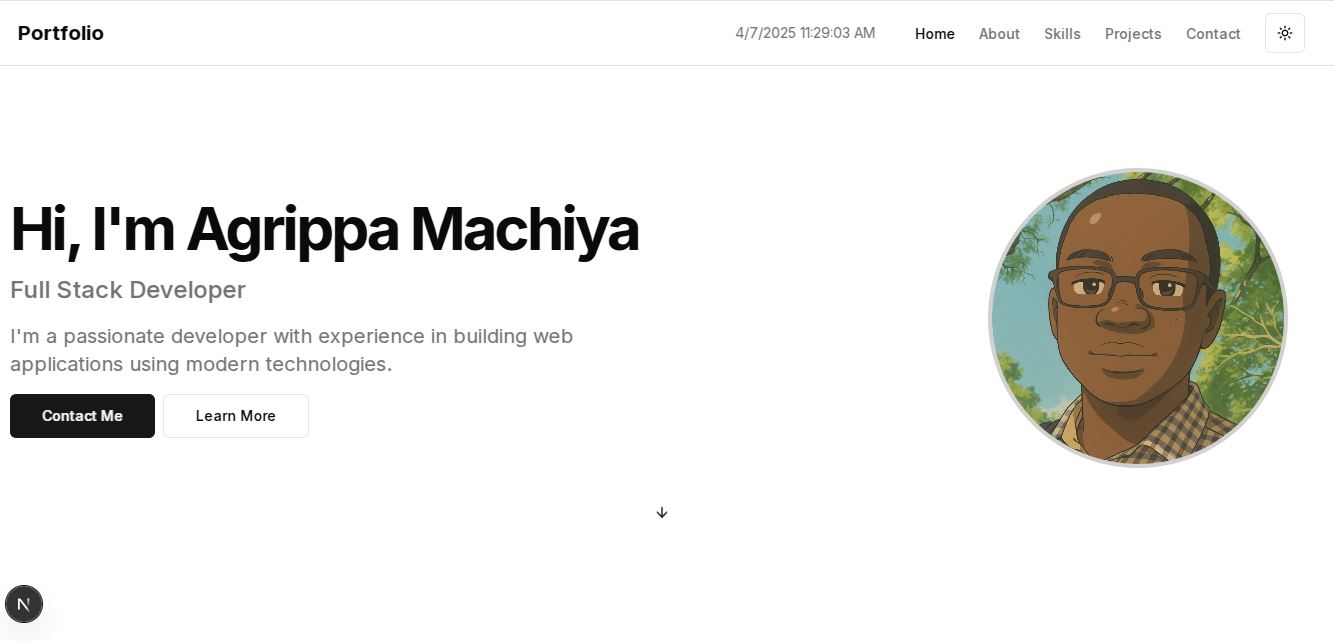 Portfolio
4/7/2025 11:29:03 AM
Home
About
Skills
Projects
Contact
Hi, I'm Agrippa Machiya
Full Stack Developer
I'm a passionate developer with experience in building web
applications using modern technologies.
Contact Me
Learn More
N